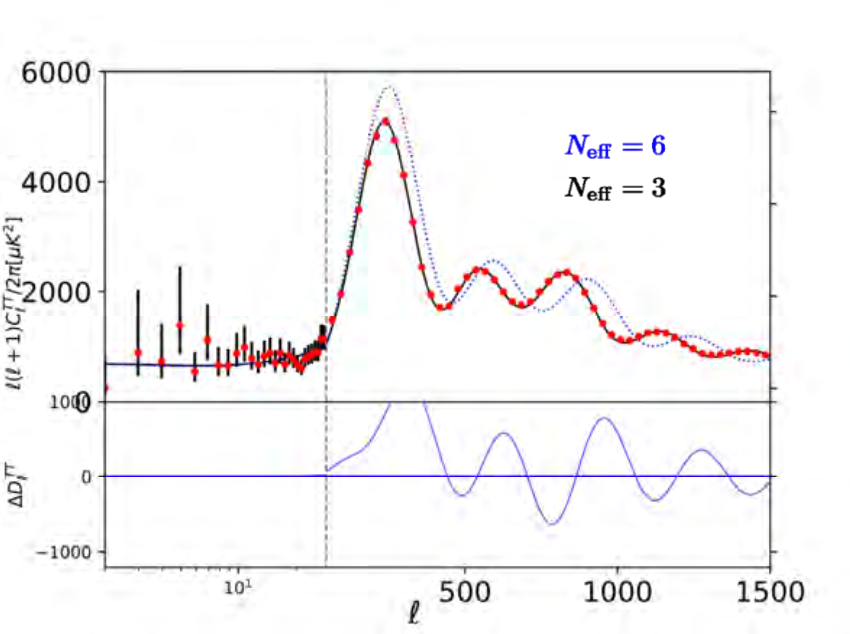 6000
4000
2000
0
ℓ(ℓ + 1)C_l^{TT}/2π[μK²]
N_eff = 6
N_eff = 3
1000
0
−1000
ΔD_l^{TT}
10¹
500
1000
1500
ℓ